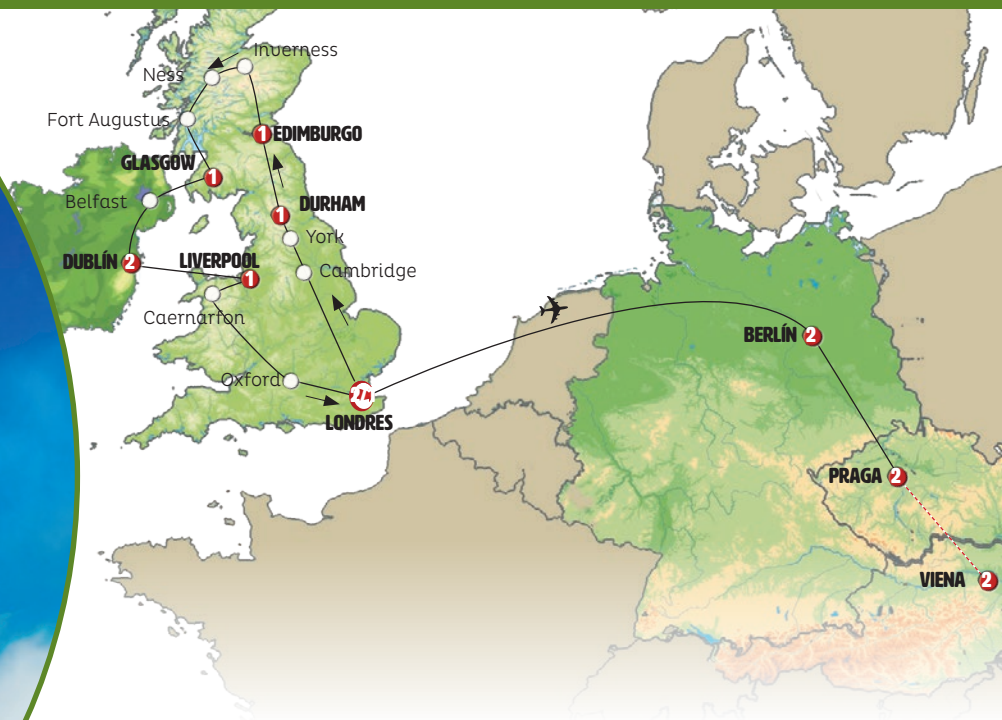 Inverness
Ness
Fort Augustus
1 EDIMBURGO
GLASGOW
1
Belfast
1 DURHAM
York
DUBLÍN 2
LIVERPOOL
1
Cambridge
Caernarfon
BERLÍN 2
Oxford
LONDRES
PRAGA 2
VIENA 2